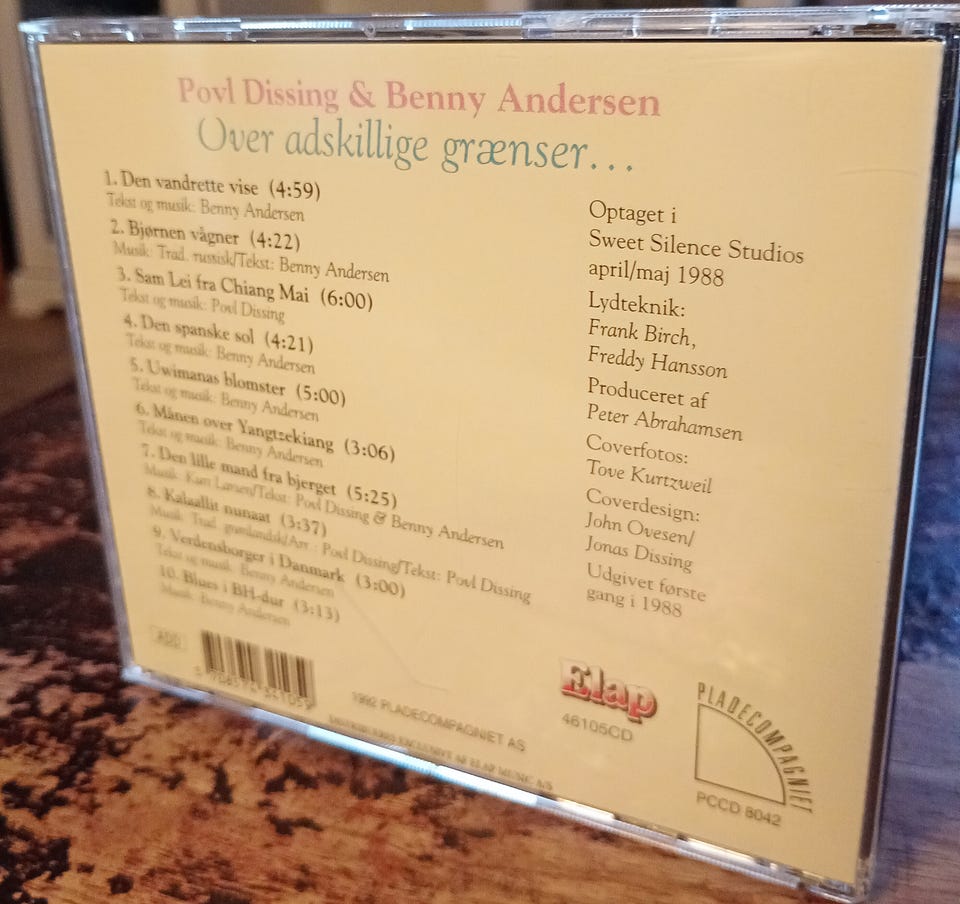 Povl Dissing & Benny Andersen
Over adskillige grænser...
1. Den vandrette vise (4:59)
Tekst og musik: Benny Andersen
2. Bjørnen vågner (4:22)
Musik: Trad. russisk/Tekst: Benny Andersen
3. Sam Lei fra Chiang Mai (6:00)
Tekst og musik: Povl Dissing
4. Den spanske sol (4:21)
Tekst og musik: Benny Andersen
5. Uwimanas blomster (5:00)
Tekst og musik: Benny Andersen
6. Månen over Yangtzekiang (3:06)
Tekst og musik: Benny Andersen
7. Den lille mand fra bjerget (5:25)
Musik: Kurt Larsen/Tekst: Povl Dissing & Benny Andersen
8. Kalaallit nunaat (3:37)
Musik: Trad. grønlandsk/Arr.: Povl Dissing/Tekst: Povl Dissing
9. Verdensborger i Danmark (3:00)
Tekst og musik: Benny Andersen
10. Blues i BH-dur (3:13)
Musik: Benny Andersen
Optaget i
Sweet Silence Studios
april/maj 1988
Lydteknik:
Frank Birch,
Freddy Hansson
Produceret af
Peter Abrahamsen
Coverfotos:
Tove Kurtzweil
Coverdesign:
John Ovesen/
Jonas Dissing
Udgivet første
gang i 1988
ADD
1992 PLADECOMPAGNIET AS
Elap
46105CD
PLADECOMPAGNIET
PCCD 8042